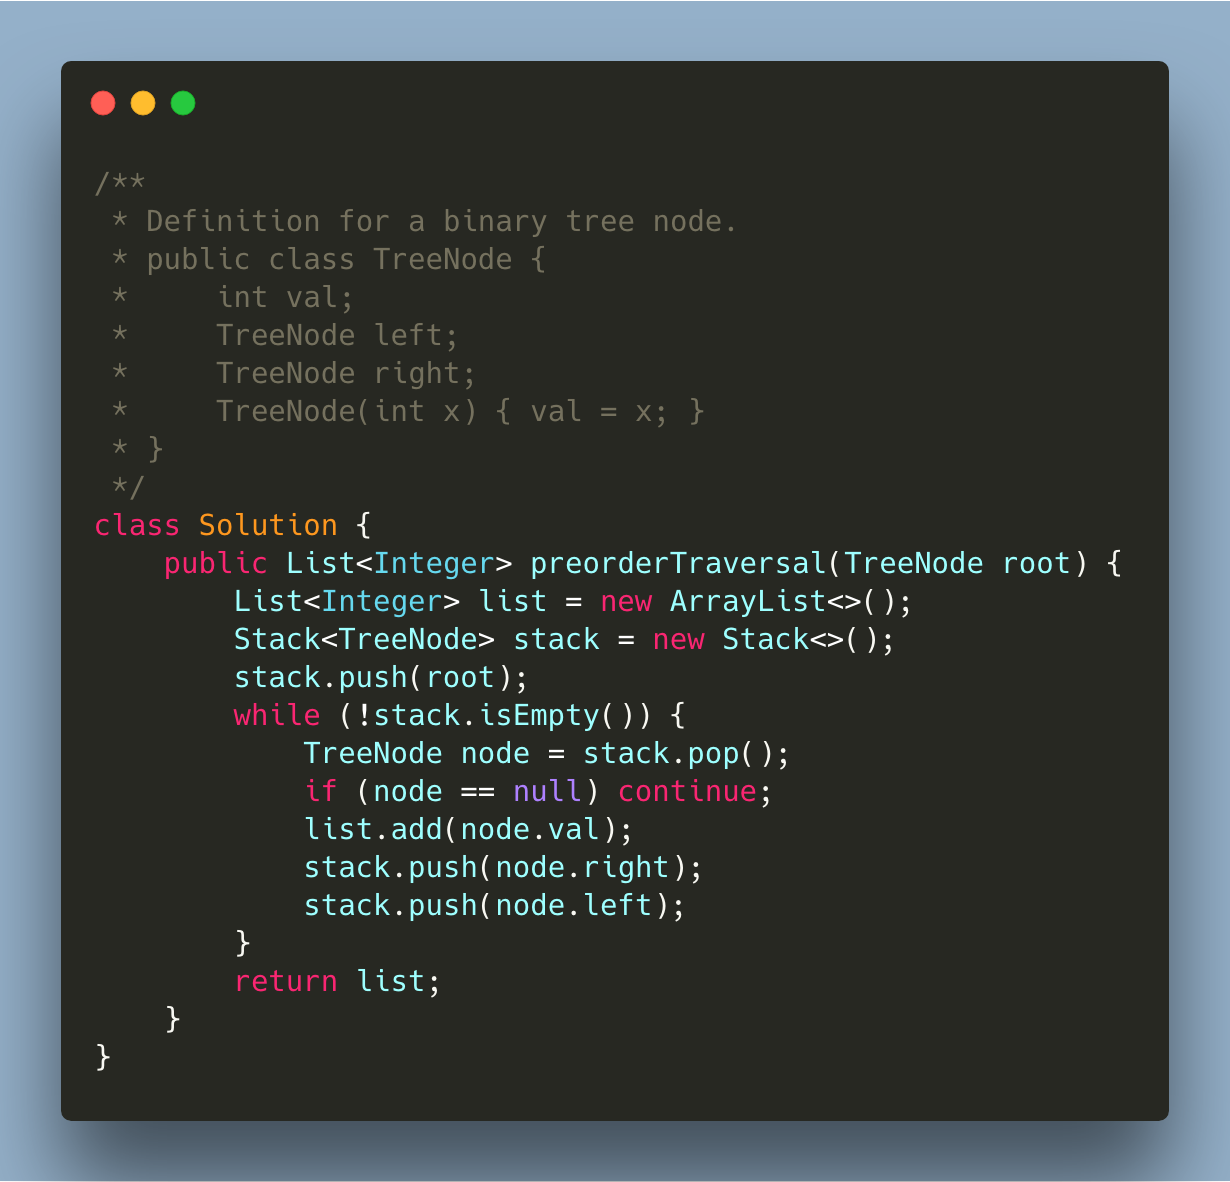 /**
 * Definition for a binary tree node.
 * public class TreeNode {
 *     int val;
 *     TreeNode left;
 *     TreeNode right;
 *     TreeNode(int x) { val = x; }
 * }
 */
class Solution {
    public List<Integer> preorderTraversal(TreeNode root) {
        List<Integer> list = new ArrayList<>();
        Stack<TreeNode> stack = new Stack<>();
        stack.push(root);
        while (!stack.isEmpty()) {
            TreeNode node = stack.pop();
            if (node == null) continue;
            list.add(node.val);
            stack.push(node.right);
            stack.push(node.left);
        }
        return list;
    }
}